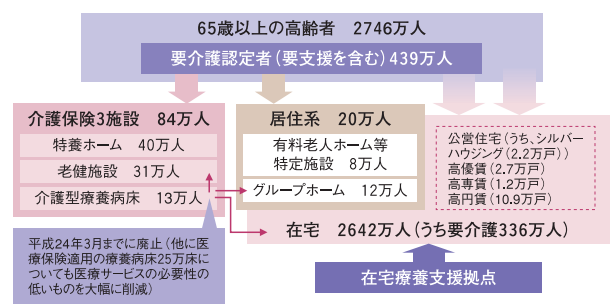 65歳以上の高齢者　2746万人
要介護認定者（要支援を含む）439万人
介護保険3施設　84万人
特養ホーム　40万人
老健施設　31万人
介護型療養病床　13万人
居住系　20万人
有料老人ホーム等
特定施設　8万人
グループホーム　12万人
公営住宅（うち、シルバー
ハウジング（2.2万戸））
高優賃（2.7万戸）
高専賃（1.2万戸）
高円賃（10.9万戸）
在宅　2642万人（うち要介護336万人）
平成24年3月までに廃止（他に医
療保険適用の療養病床25万床に
ついても医療サービスの必要性の
低いものを大幅に削減）
在宅療養支援拠点